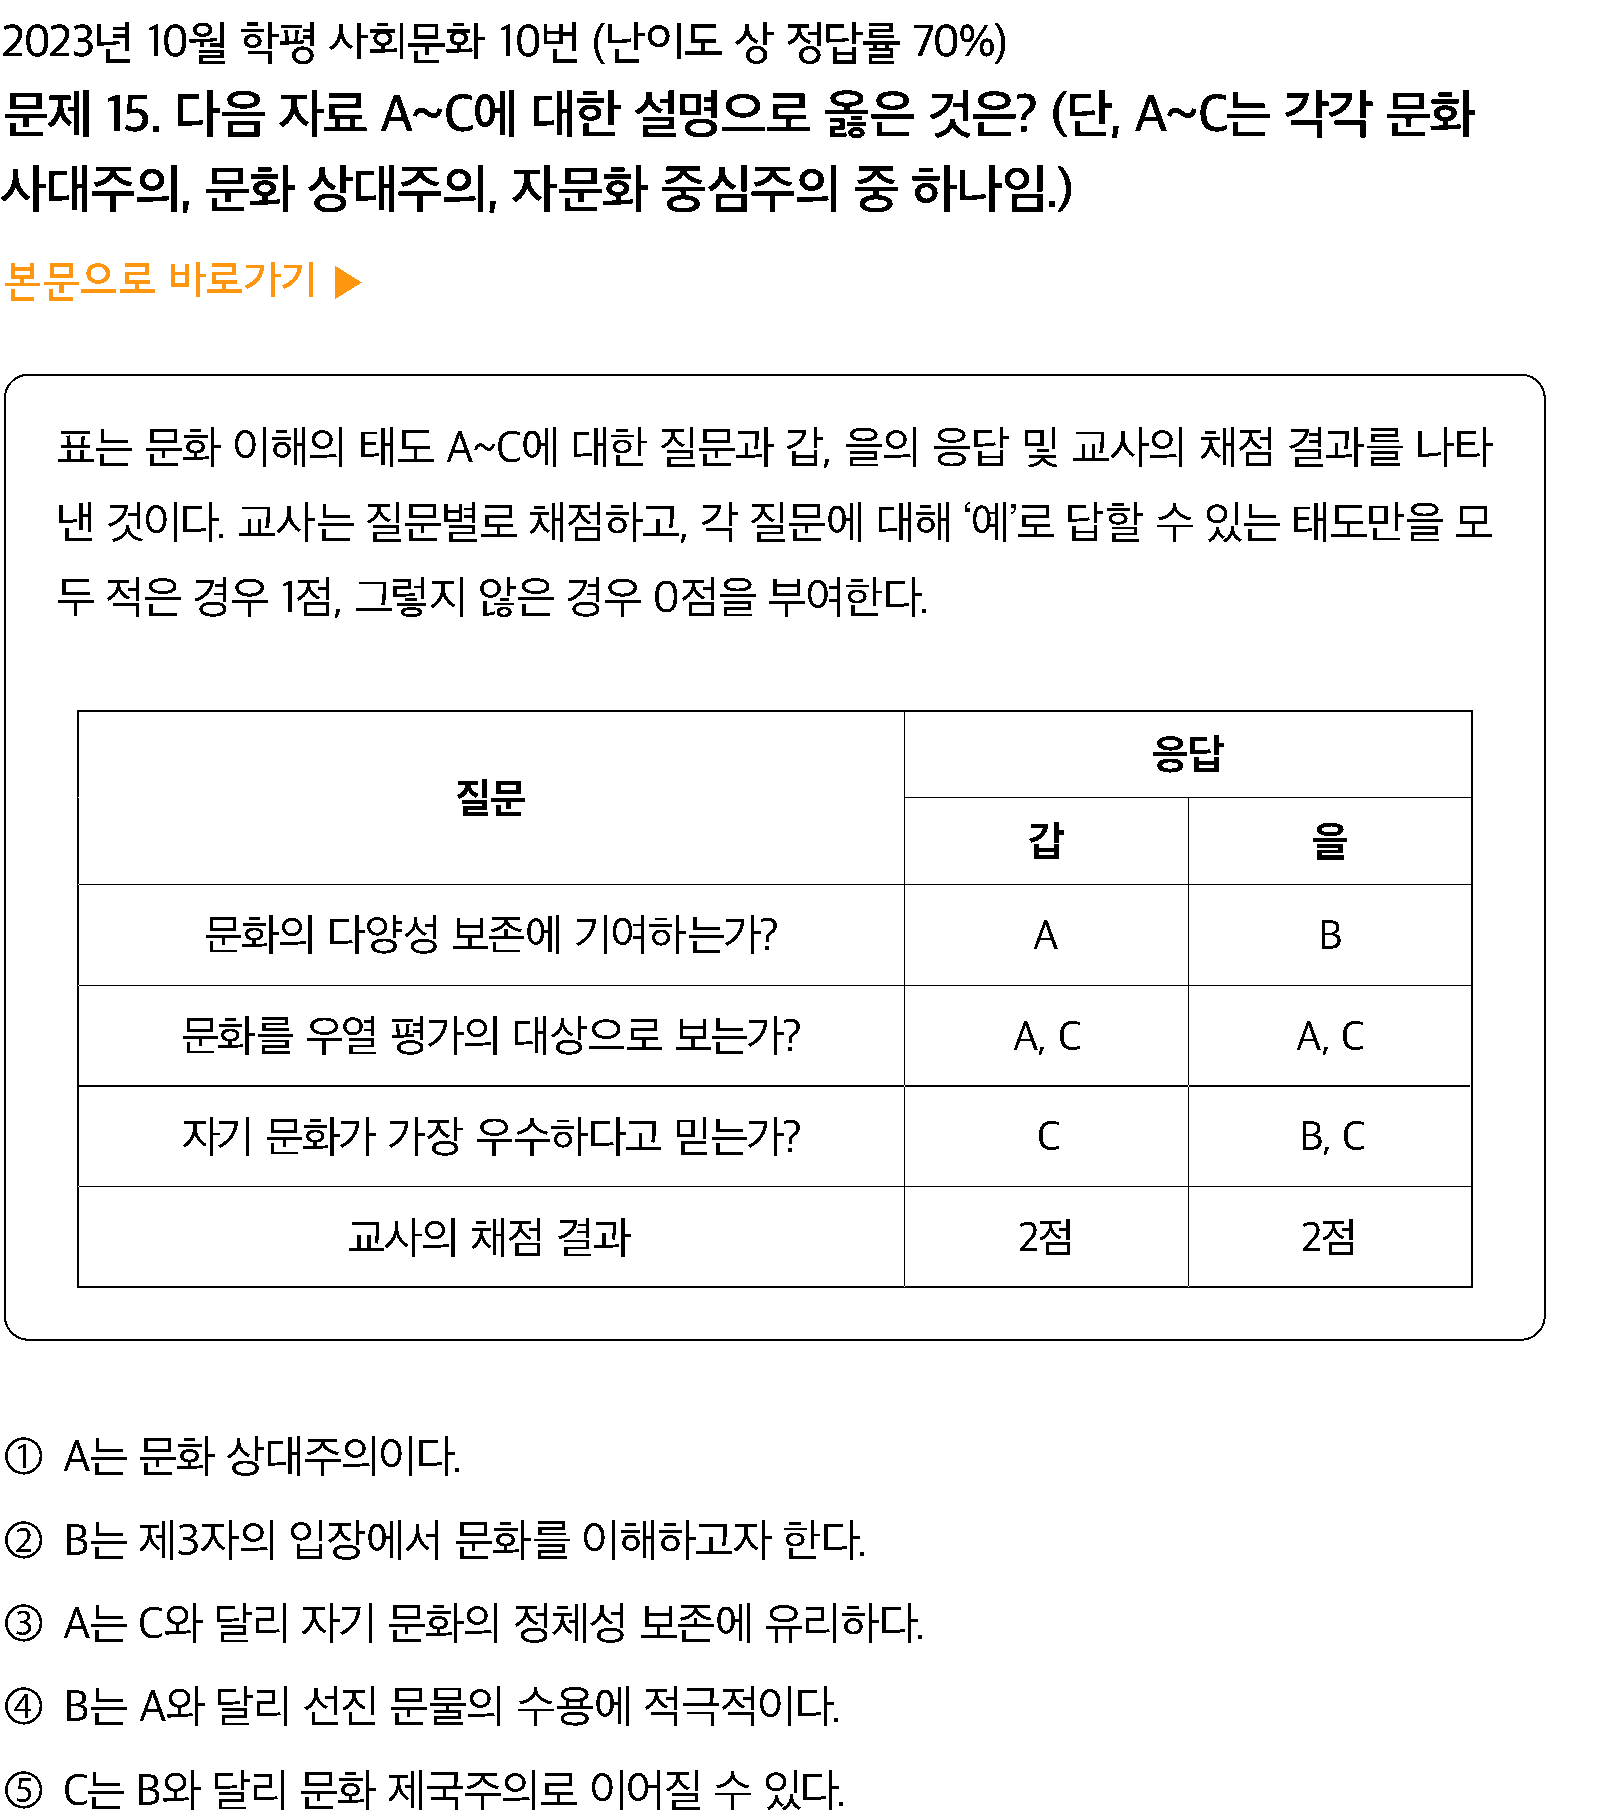 2023년 10월 학평 사회문화 10번 (난이도 상 정답률 70%)
문제 15. 다음 자료 A~C에 대한 설명으로 옳은 것은? (단, A~C는 각각 문화
사대주의, 문화 상대주의, 자문화 중심주의 중 하나임.)
본문으로 바로가기 ▶
표는 문화 이해의 태도 A~C에 대한 질문과 갑, 을의 응답 및 교사의 채점 결과를 나타
낸 것이다. 교사는 질문별로 채점하고, 각 질문에 대해 ‘예’로 답할 수 있는 태도만을 모
두 적은 경우 1점, 그렇지 않은 경우 0점을 부여한다.
질문 응답
갑 을
문화의 다양성 보존에 기여하는가? A B
문화를 우열 평가의 대상으로 보는가? A, C A, C
자기 문화가 가장 우수하다고 믿는가? C B, C
교사의 채점 결과 2점 2점
① A는 문화 상대주의이다.
② B는 제3자의 입장에서 문화를 이해하고자 한다.
③ A는 C와 달리 자기 문화의 정체성 보존에 유리하다.
④ B는 A와 달리 선진 문물의 수용에 적극적이다.
⑤ C는 B와 달리 문화 제국주의로 이어질 수 있다.